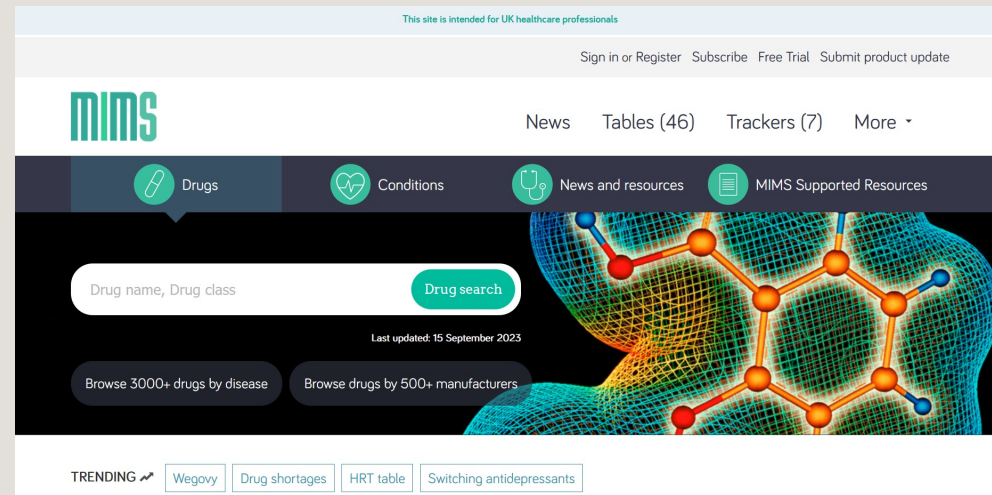 This site is intended for UK healthcare professionals
Sign in or Register Subscribe Free Trial Submit product update
mims
News Tables (46) Trackers (7) More
Drugs Conditions News and resources MIMS Supported Resources
Drug name, Drug class Drug search
Last updated: 15 September 2023
Browse 3000+ drugs by disease Browse drugs by 500+ manufacturers
TRENDING Wegovy Drug shortages HRT table Switching antidepressants